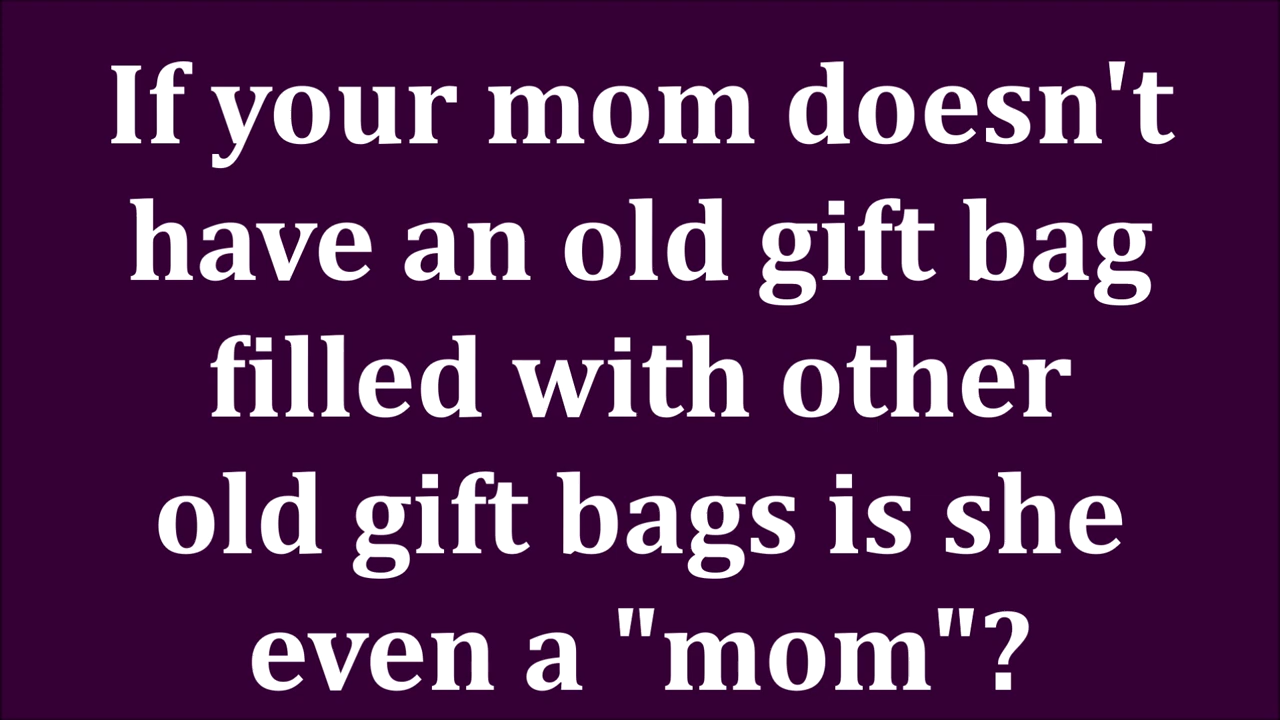 If your mom doesn't
have an old gift bag
filled with other
old gift bags is she
even a "mom"?